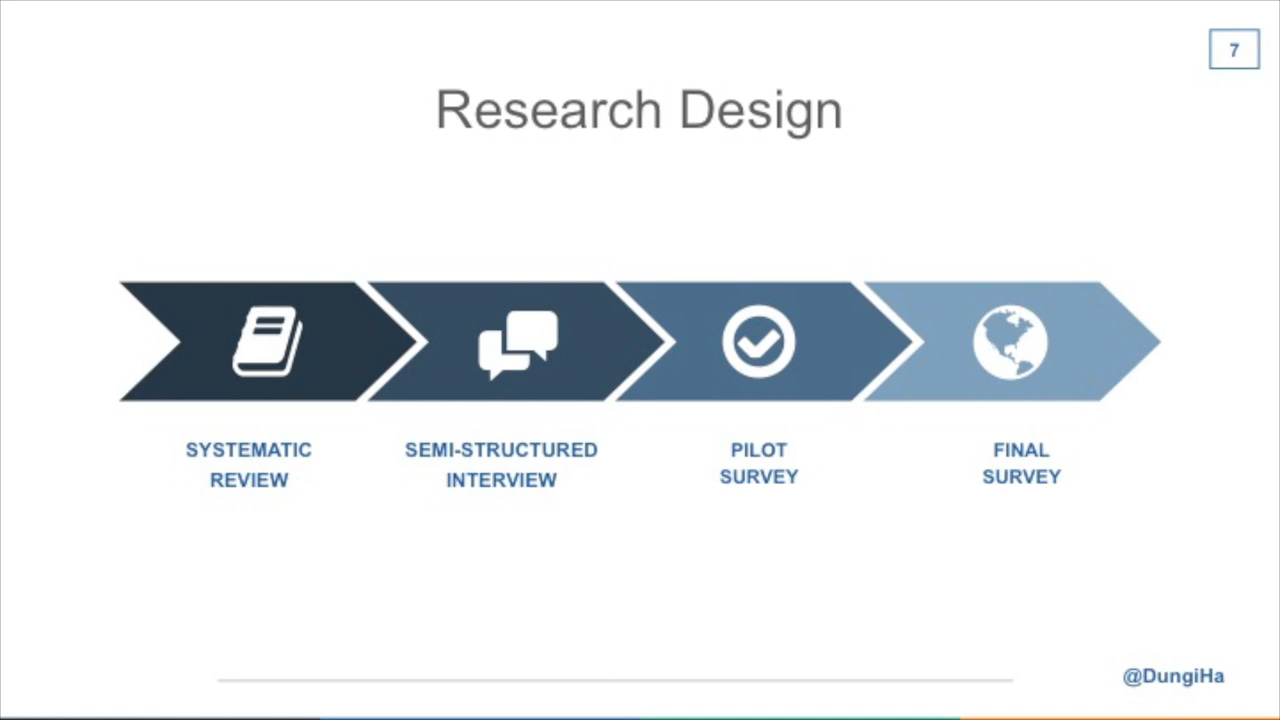 7
Research Design
SYSTEMATIC
REVIEW
SEMI-STRUCTURED
INTERVIEW
PILOT
SURVEY
FINAL
SURVEY
@DungiHa